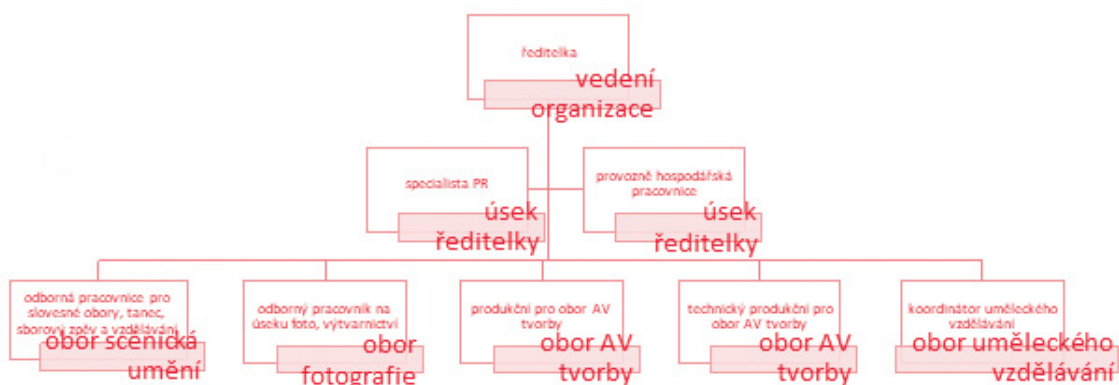 ředitelka
vedení
organizace
specialista PR
úsek
ředitelky
provozně hospodářská
pracovnice
úsek
ředitelky
odborná pracovnice pro
slovesné obory, tanec,
sborový zpěv a vzdělávání
obor scénická
umění
odborný pracovník na
úseku foto, výtvarnictví
obor
fotografie
produkční pro obor AV
tvorby
obor AV
tvorby
technický produkční pro
obor AV tvorby
obor AV
tvorby
koordinátor uměleckého
vzdělávání
obor uměleckého
vzdělávání